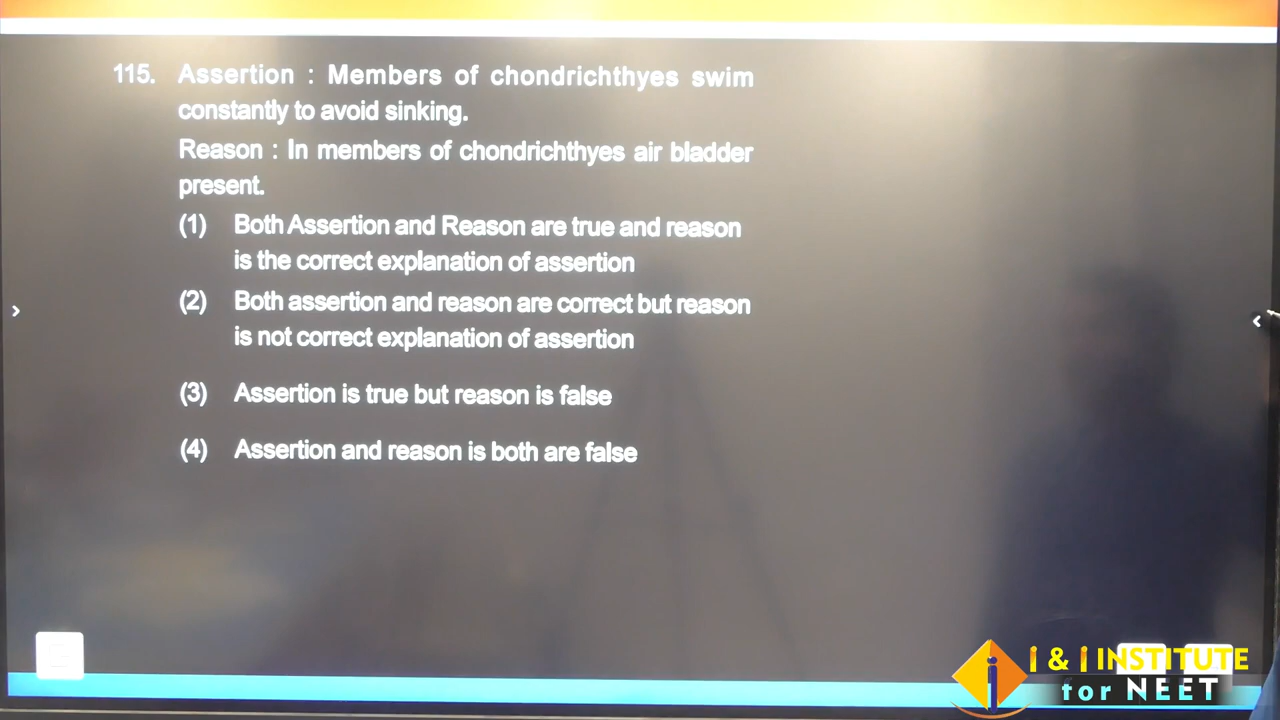 115. Assertion : Members of chondrichthyes swim
constantly to avoid sinking.
Reason : In members of chondrichthyes air bladder
present.
(1) Both Assertion and Reason are true and reason
is the correct explanation of assertion
(2) Both assertion and reason are correct but reason
is not correct explanation of assertion
(3) Assertion is true but reason is false
(4) Assertion and reason is both are false
i & i INSTITUTE
for NEET